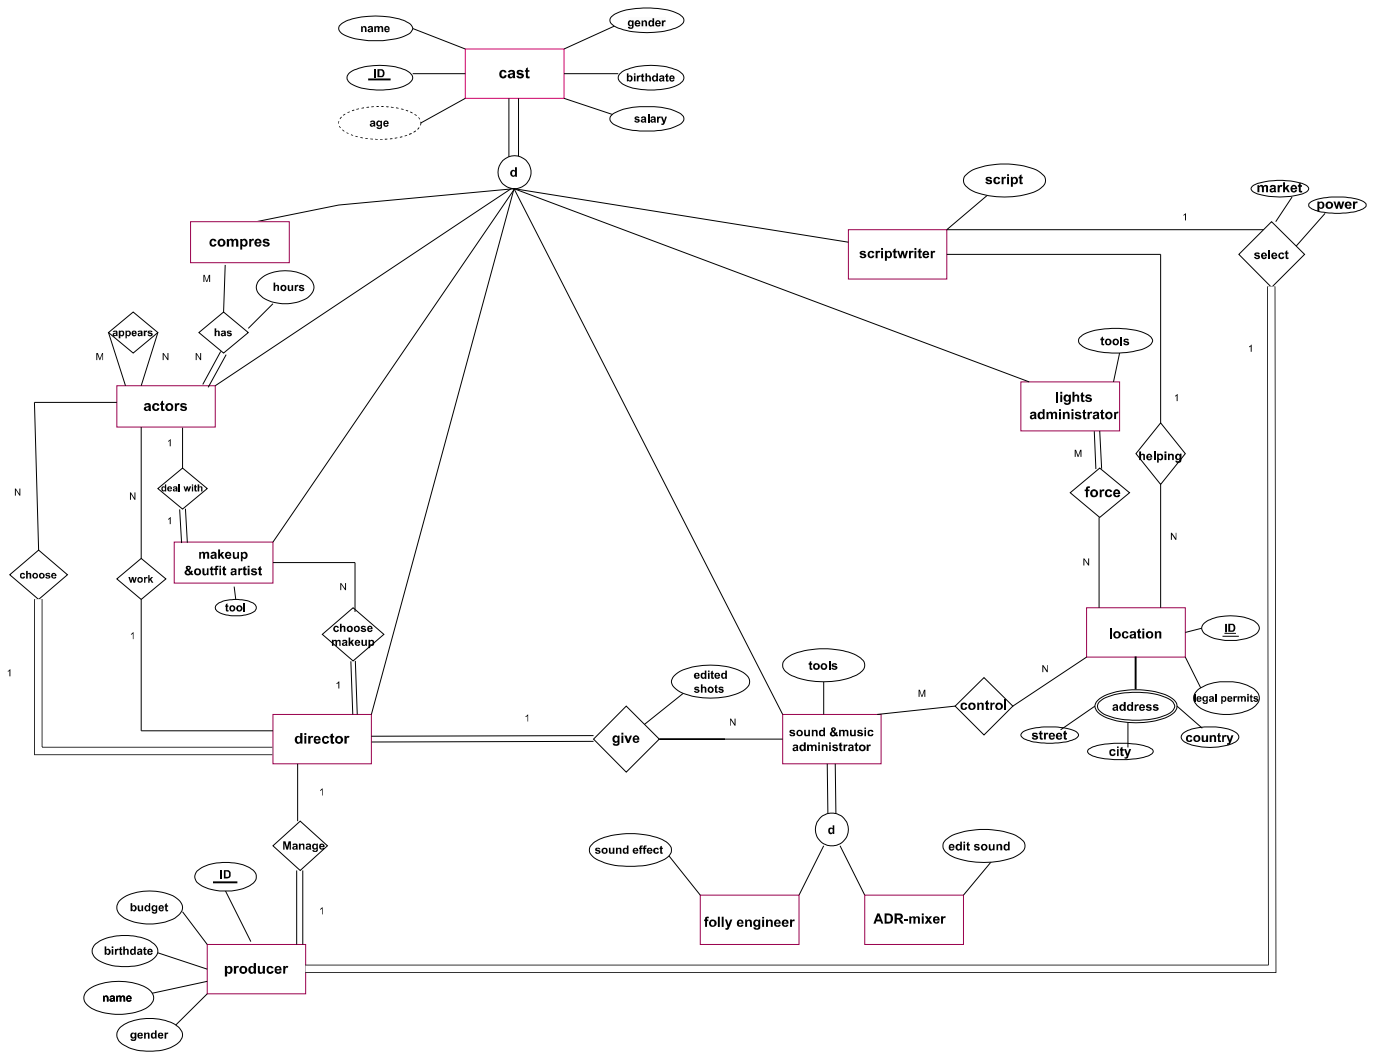 name
gender
cast
ID
birthdate
age
salary
d
script
market
power
compres
scriptwriter
select
1
M
hours
appears
has
M
N
N
1
tools
actors
lights
administrator
1
1
M
helping
deal with
N
N
force
1
makeup
&outfit artist
N
N
choose
work
N
tool
choose
makeup
1
location
ID
1
1
edited
shots
tools
N
M
control
legal permits
address
street
country
city
director
1
give
N
sound &music
administrator
1
d
Manage
sound effect
edit sound
ID
budget
1
folly engineer
ADR-mixer
birthdate
producer
name
gender